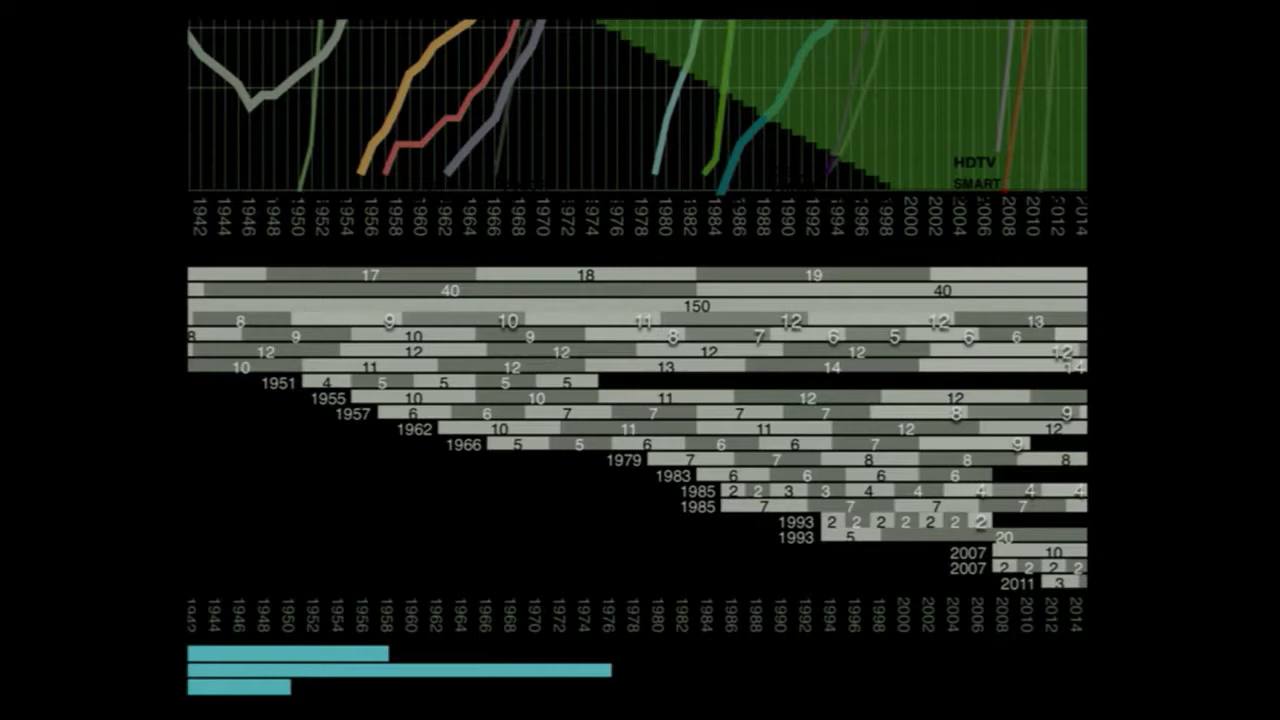 HDTV
SMART
1942 1944 1946 1948 1950 1952 1954 1956 1958 1960 1962 1964 1966 1968 1970 1972 1974 1976 1978 1980 1982 1984 1986 1988 1990 1992 1994 1996 1998 2000 2002 2004 2006 2008 2010 2012 2014
17 18 19
40 40
150
8 9 10 11 12 12 13
8 9 10 9 8 7 6 5 6 6
12 12 12 12 12 12
10 11 12 13 14 14
1951 4 5 5 5 5
1955 10 10 11 12 12
1957 6 6 7 7 7 7 8 9
1962 10 11 11 12 12
1966 5 5 6 6 6 7 9
1979 7 7 8 8 8
1983 6 6 6 6
1985 2 2 3 3 4 4 4 4 4
1985 7 7 7 7
1993 2 2 2 2 2 2 2
1993 5 20
2007 10
2007 2 2 2 2
2011 3
1942 1944 1946 1948 1950 1952 1954 1956 1958 1960 1962 1964 1966 1968 1970 1972 1974 1976 1978 1980 1982 1984 1986 1988 1990 1992 1994 1996 1998 2000 2002 2004 2006 2008 2010 2012 2014